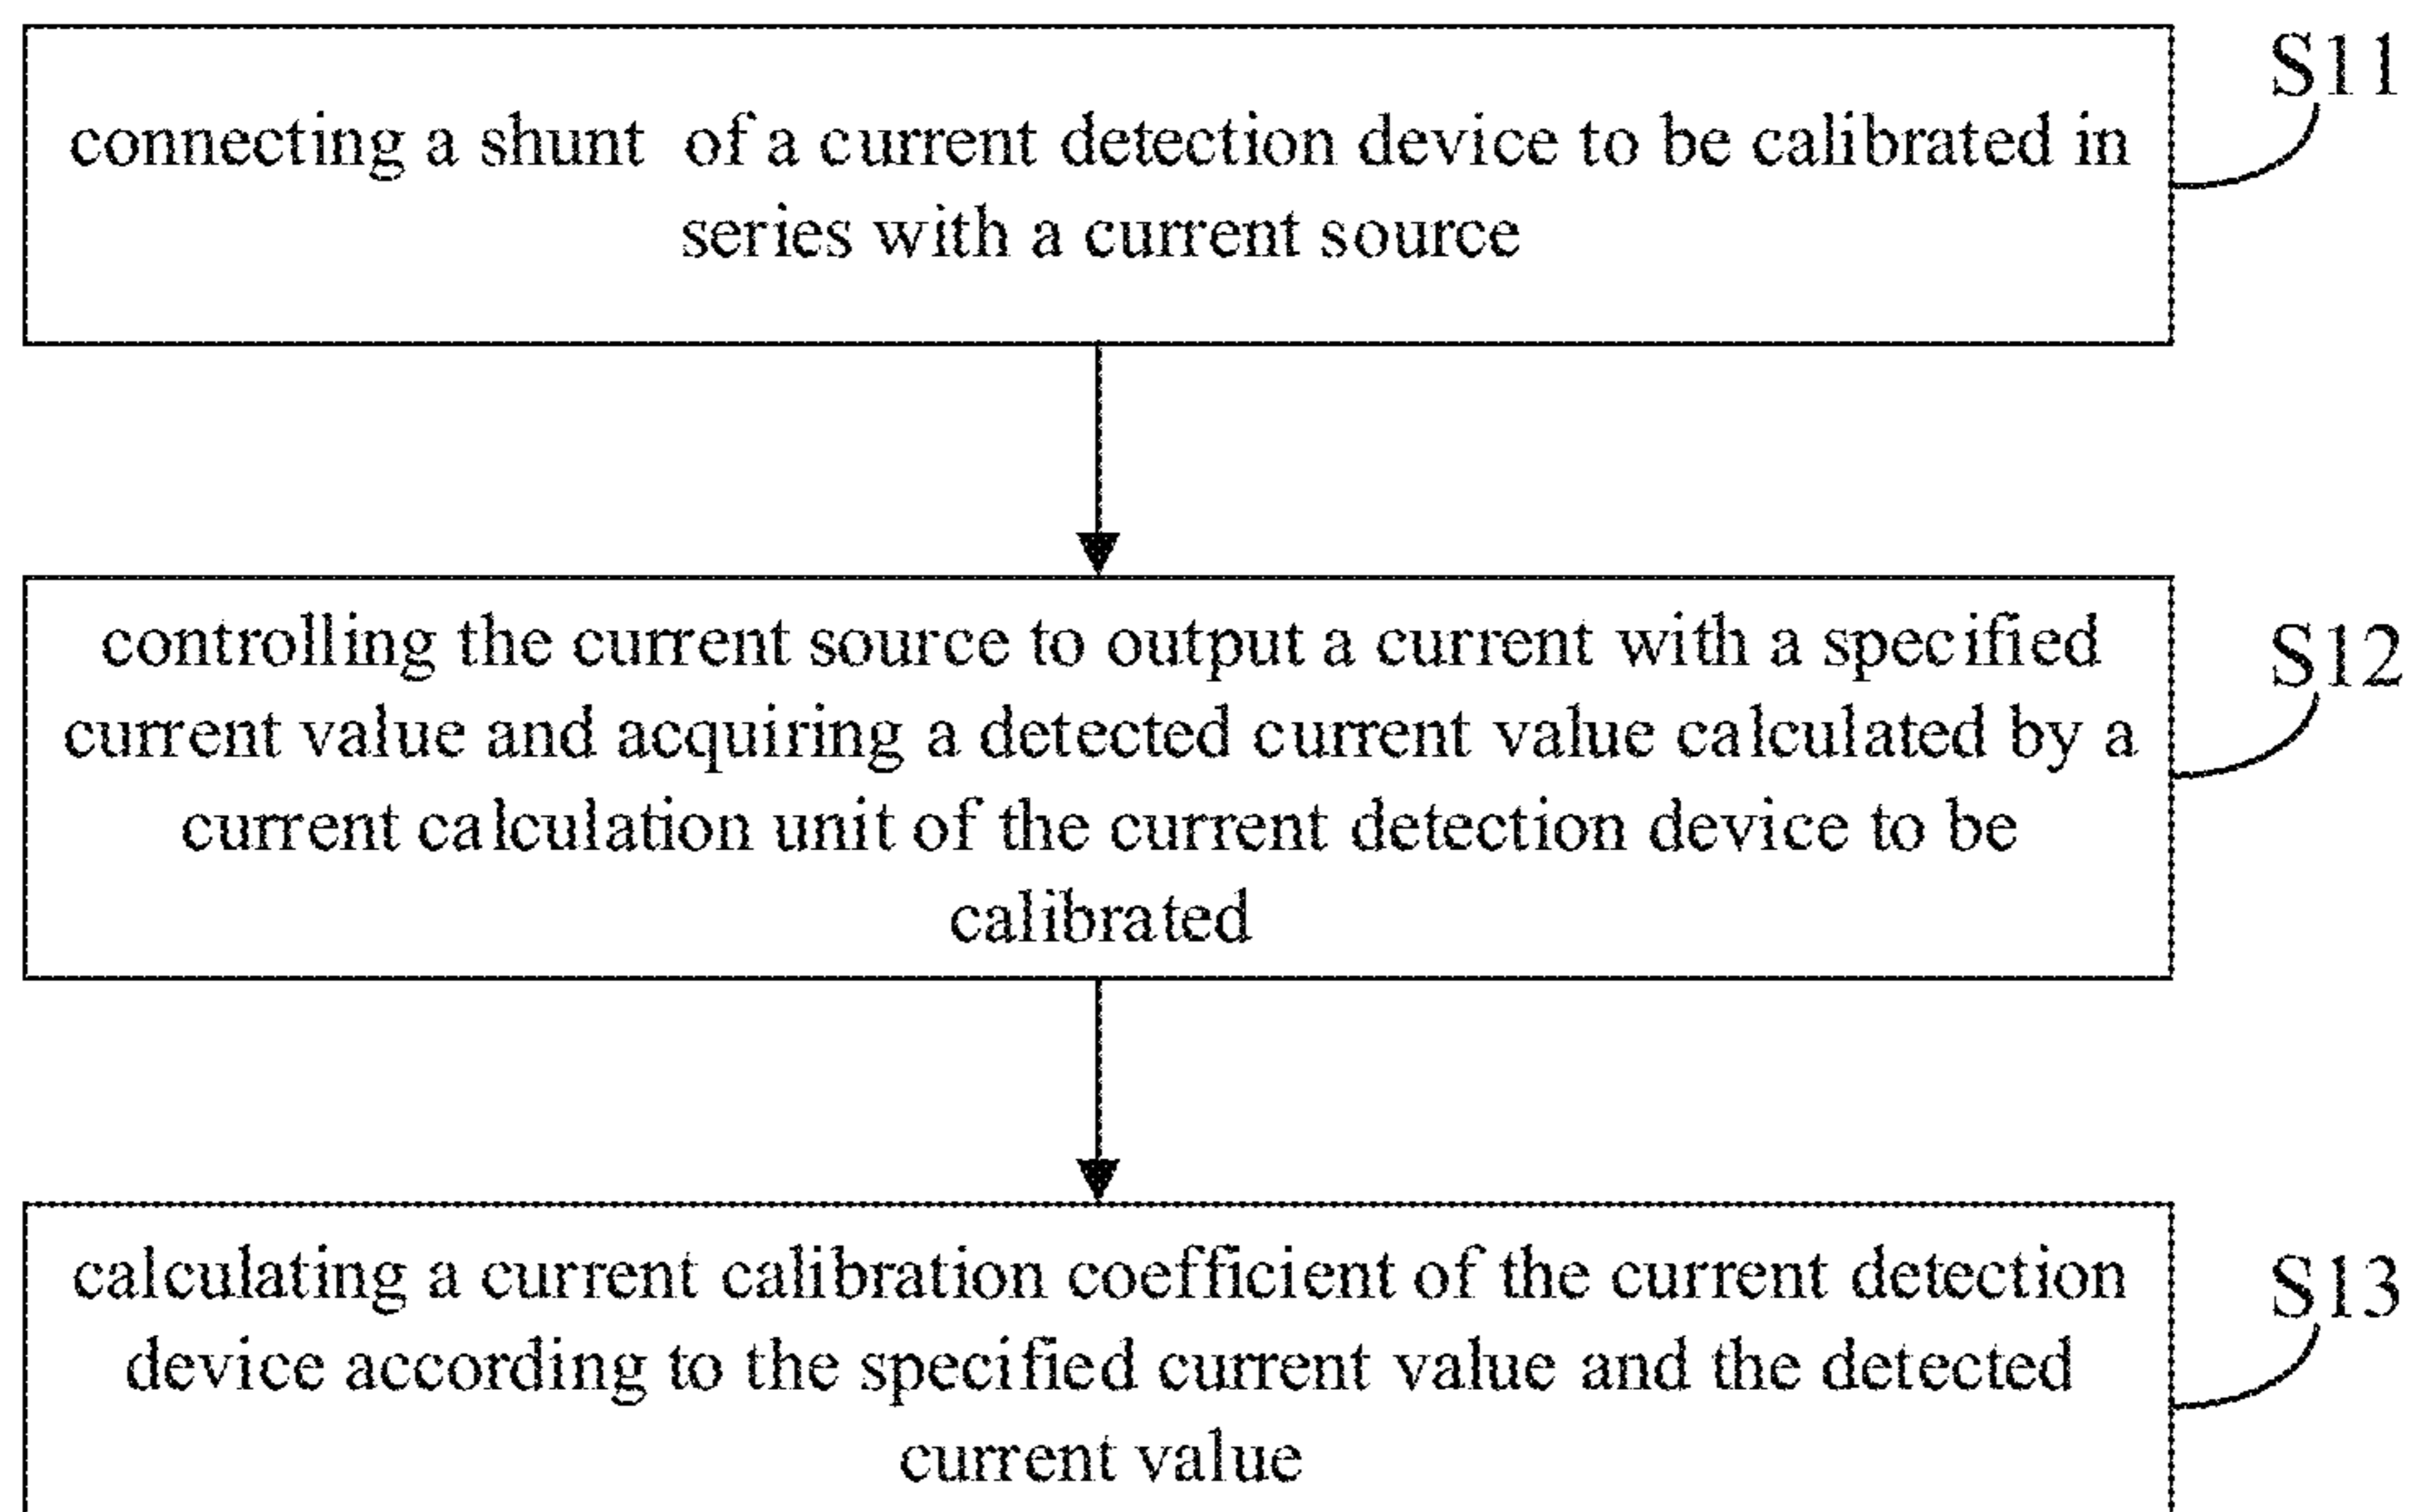 S11
connecting a shunt of a current detection device to be calibrated in
series with a current source
S12
controlling the current source to output a current with a specified
current value and acquiring a detected current value calculated by a
current calculation unit of the current detection device to be
calibrated
S13
calculating a current calibration coefficient of the current detection
device according to the specified current value and the detected
current value